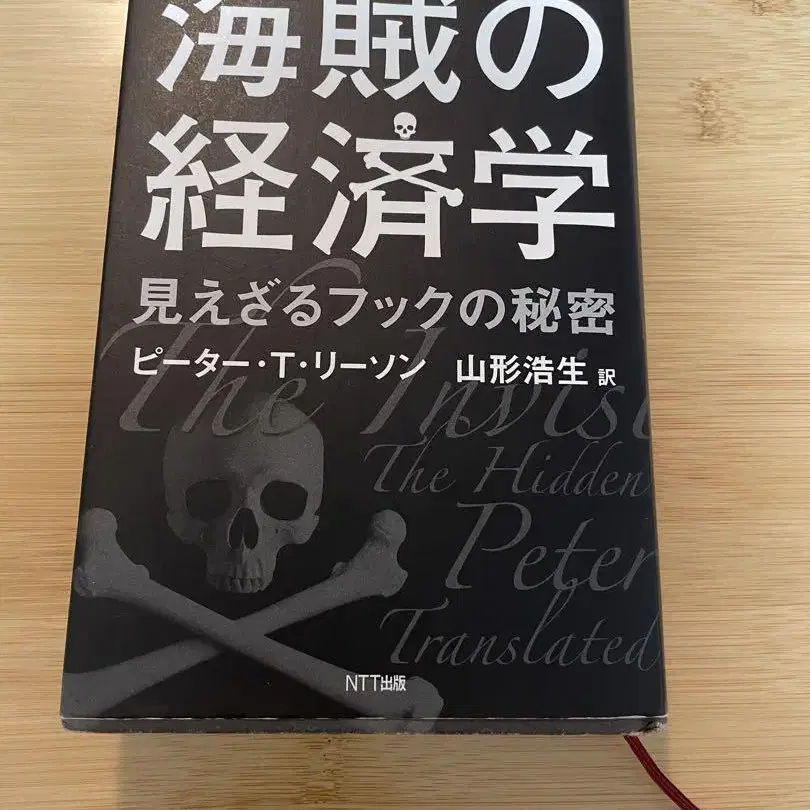 海賊の
経済学
見えざるフックの秘密
ピーター・T・リーソン 山形浩生 訳
The Invisi
The Hidden
Peter
Translated
NTT出版